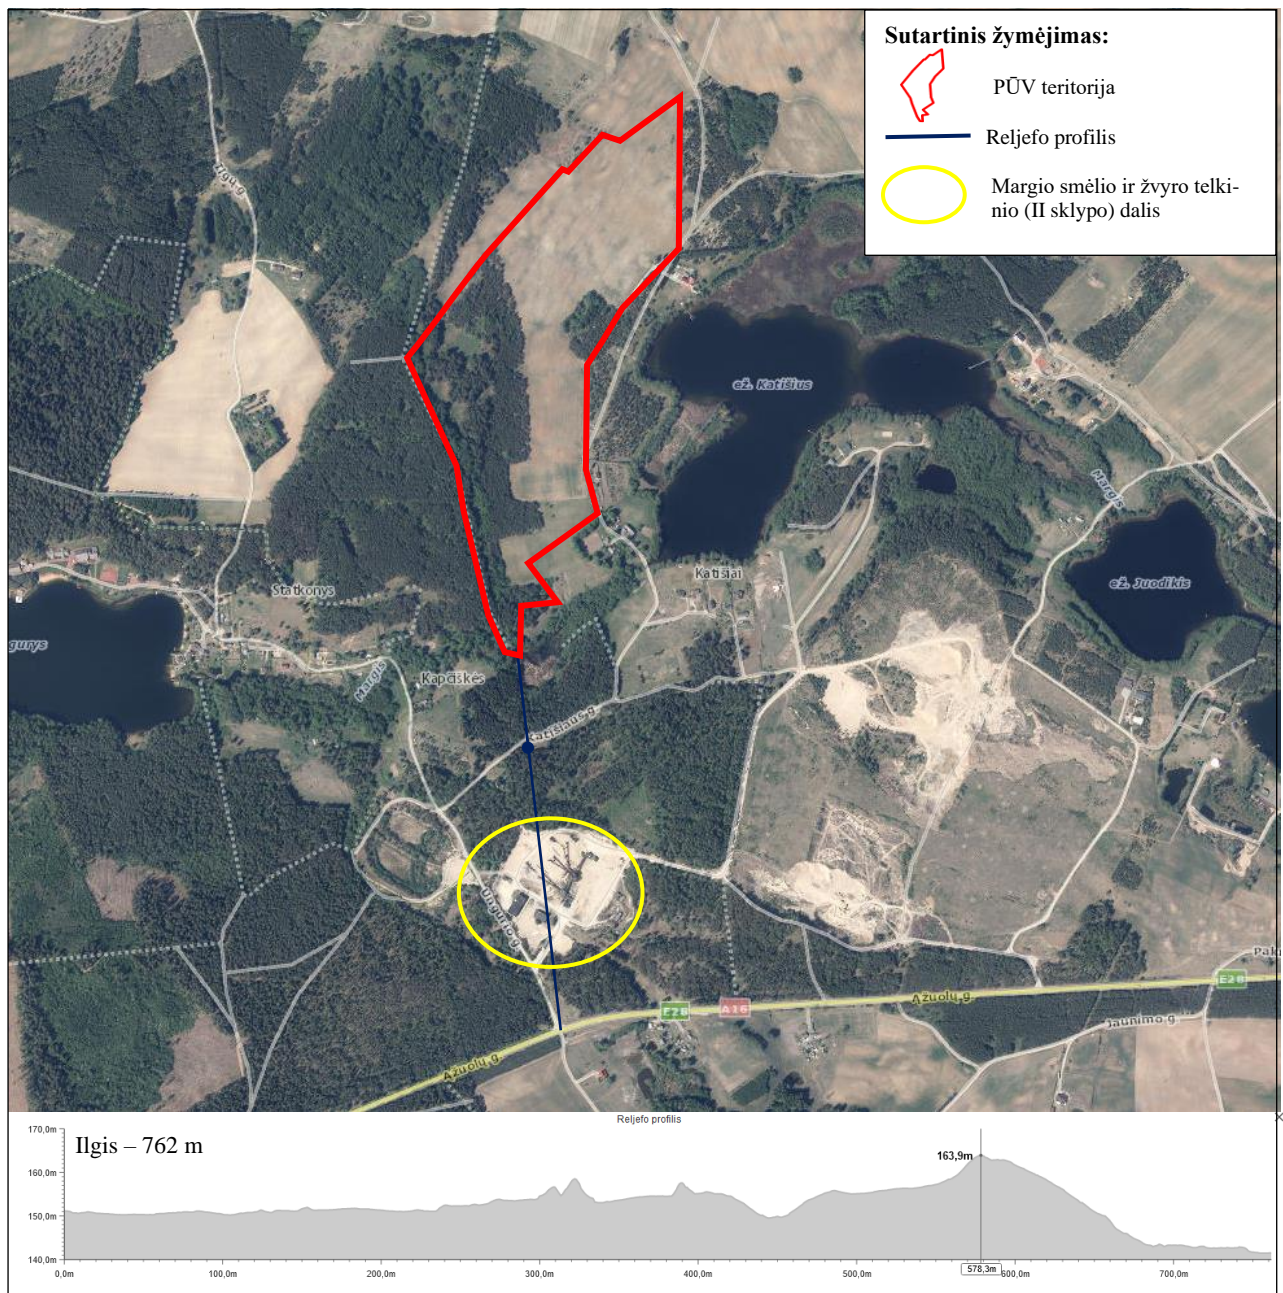 Sutartinis žymėjimas:
PŪV teritorija
Reljefo profilis
Margio smėlio ir žvyro telki-
nio (II sklypo) dalis
ež. Katišius
Margis
ež. Juodikis
Katišiai
Statkonys
gurys
Margis
Kapčiškės
Katišiaus g.
Ungurio g.
E28
A16
Ąžuolų g.
E28
Jaunimo g.
Ąžuolų g.
Reljefo profilis
Ilgis – 762 m
170,0m
160,0m
150,0m
140,0m
163,9m
0,0m
100,0m
200,0m
300,0m
400,0m
500,0m
578,3m
600,0m
700,0m